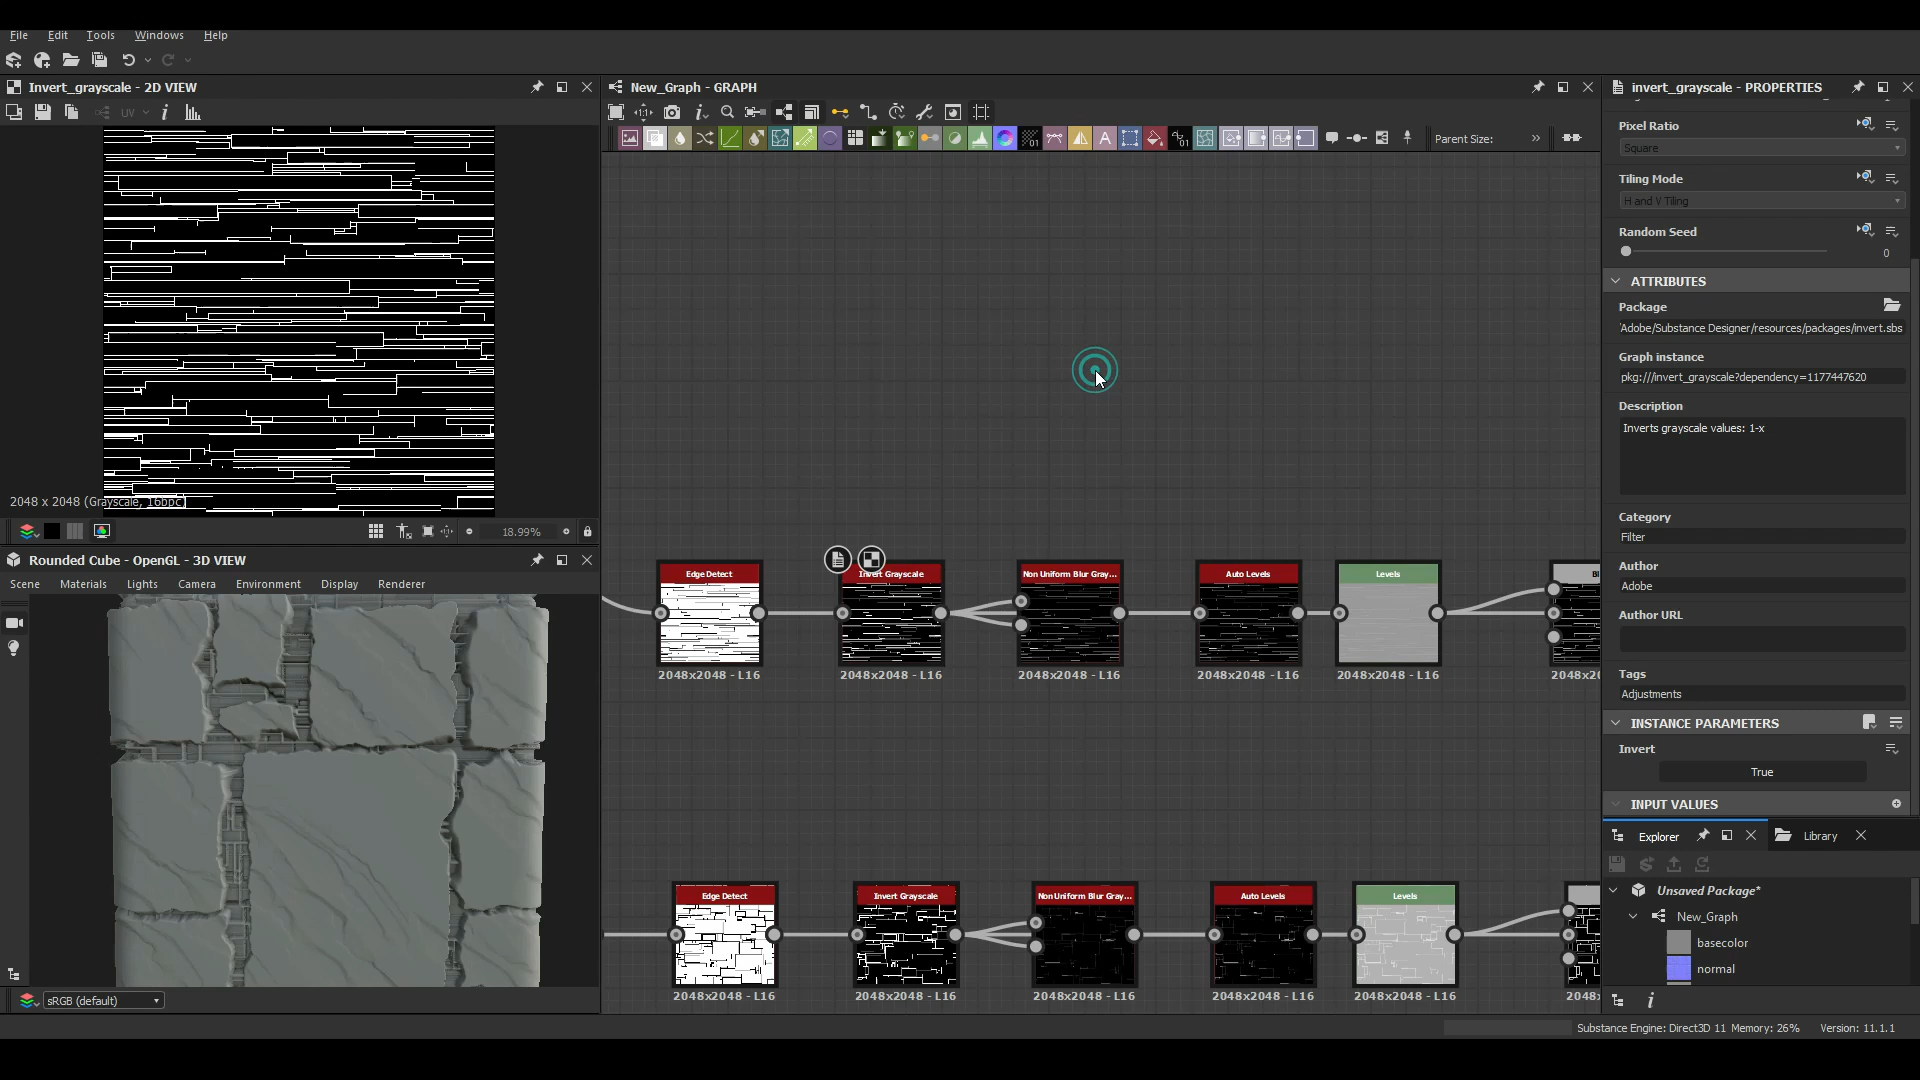 File Edit Tools Windows Help
Invert_grayscale - 2D VIEW
UV
2048 x 2048 (Grayscale, 16bpc)
18.99%
Rounded Cube - OpenGL - 3D VIEW
Scene Materials Lights Camera Environment Display Renderer
sRGB (default)
New_Graph - GRAPH
Parent Size:
Edge Detect
2048x2048 - L16
Invert Grayscale
2048x2048 - L16
Non Uniform Blur Gray...
2048x2048 - L16
Auto Levels
2048x2048 - L16
Levels
2048x2048 - L16
Bl
2048x2
Edge Detect
2048x2048 - L16
Invert Grayscale
2048x2048 - L16
Non Uniform Blur Gray...
2048x2048 - L16
Auto Levels
2048x2048 - L16
Levels
2048x2048 - L16
2048x
invert_grayscale - PROPERTIES
Pixel Ratio
Square
Tiling Mode
H and V Tiling
Random Seed
0
ATTRIBUTES
Package
'Adobe/Substance Designer/resources/packages/invert.sbs
Graph instance
pkg:///invert_grayscale?dependency=1177447620
Description
Inverts grayscale values: 1-x
Category
Filter
Author
Adobe
Author URL
Tags
Adjustments
INSTANCE PARAMETERS
Invert
True
INPUT VALUES
Explorer
Library
Unsaved Package*
New_Graph
basecolor
normal
Substance Engine: Direct3D 11 Memory: 26% Version: 11.1.1